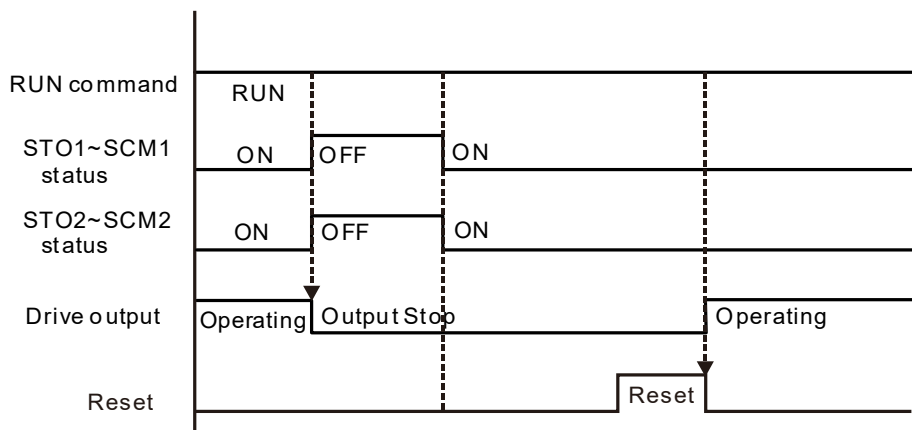 RUN command
RUN
STO1~SCM1
status
ON
OFF
ON
STO2~SCM2
status
ON
OFF
ON
Drive output
Operating
Output Stop
Operating
Reset
Reset